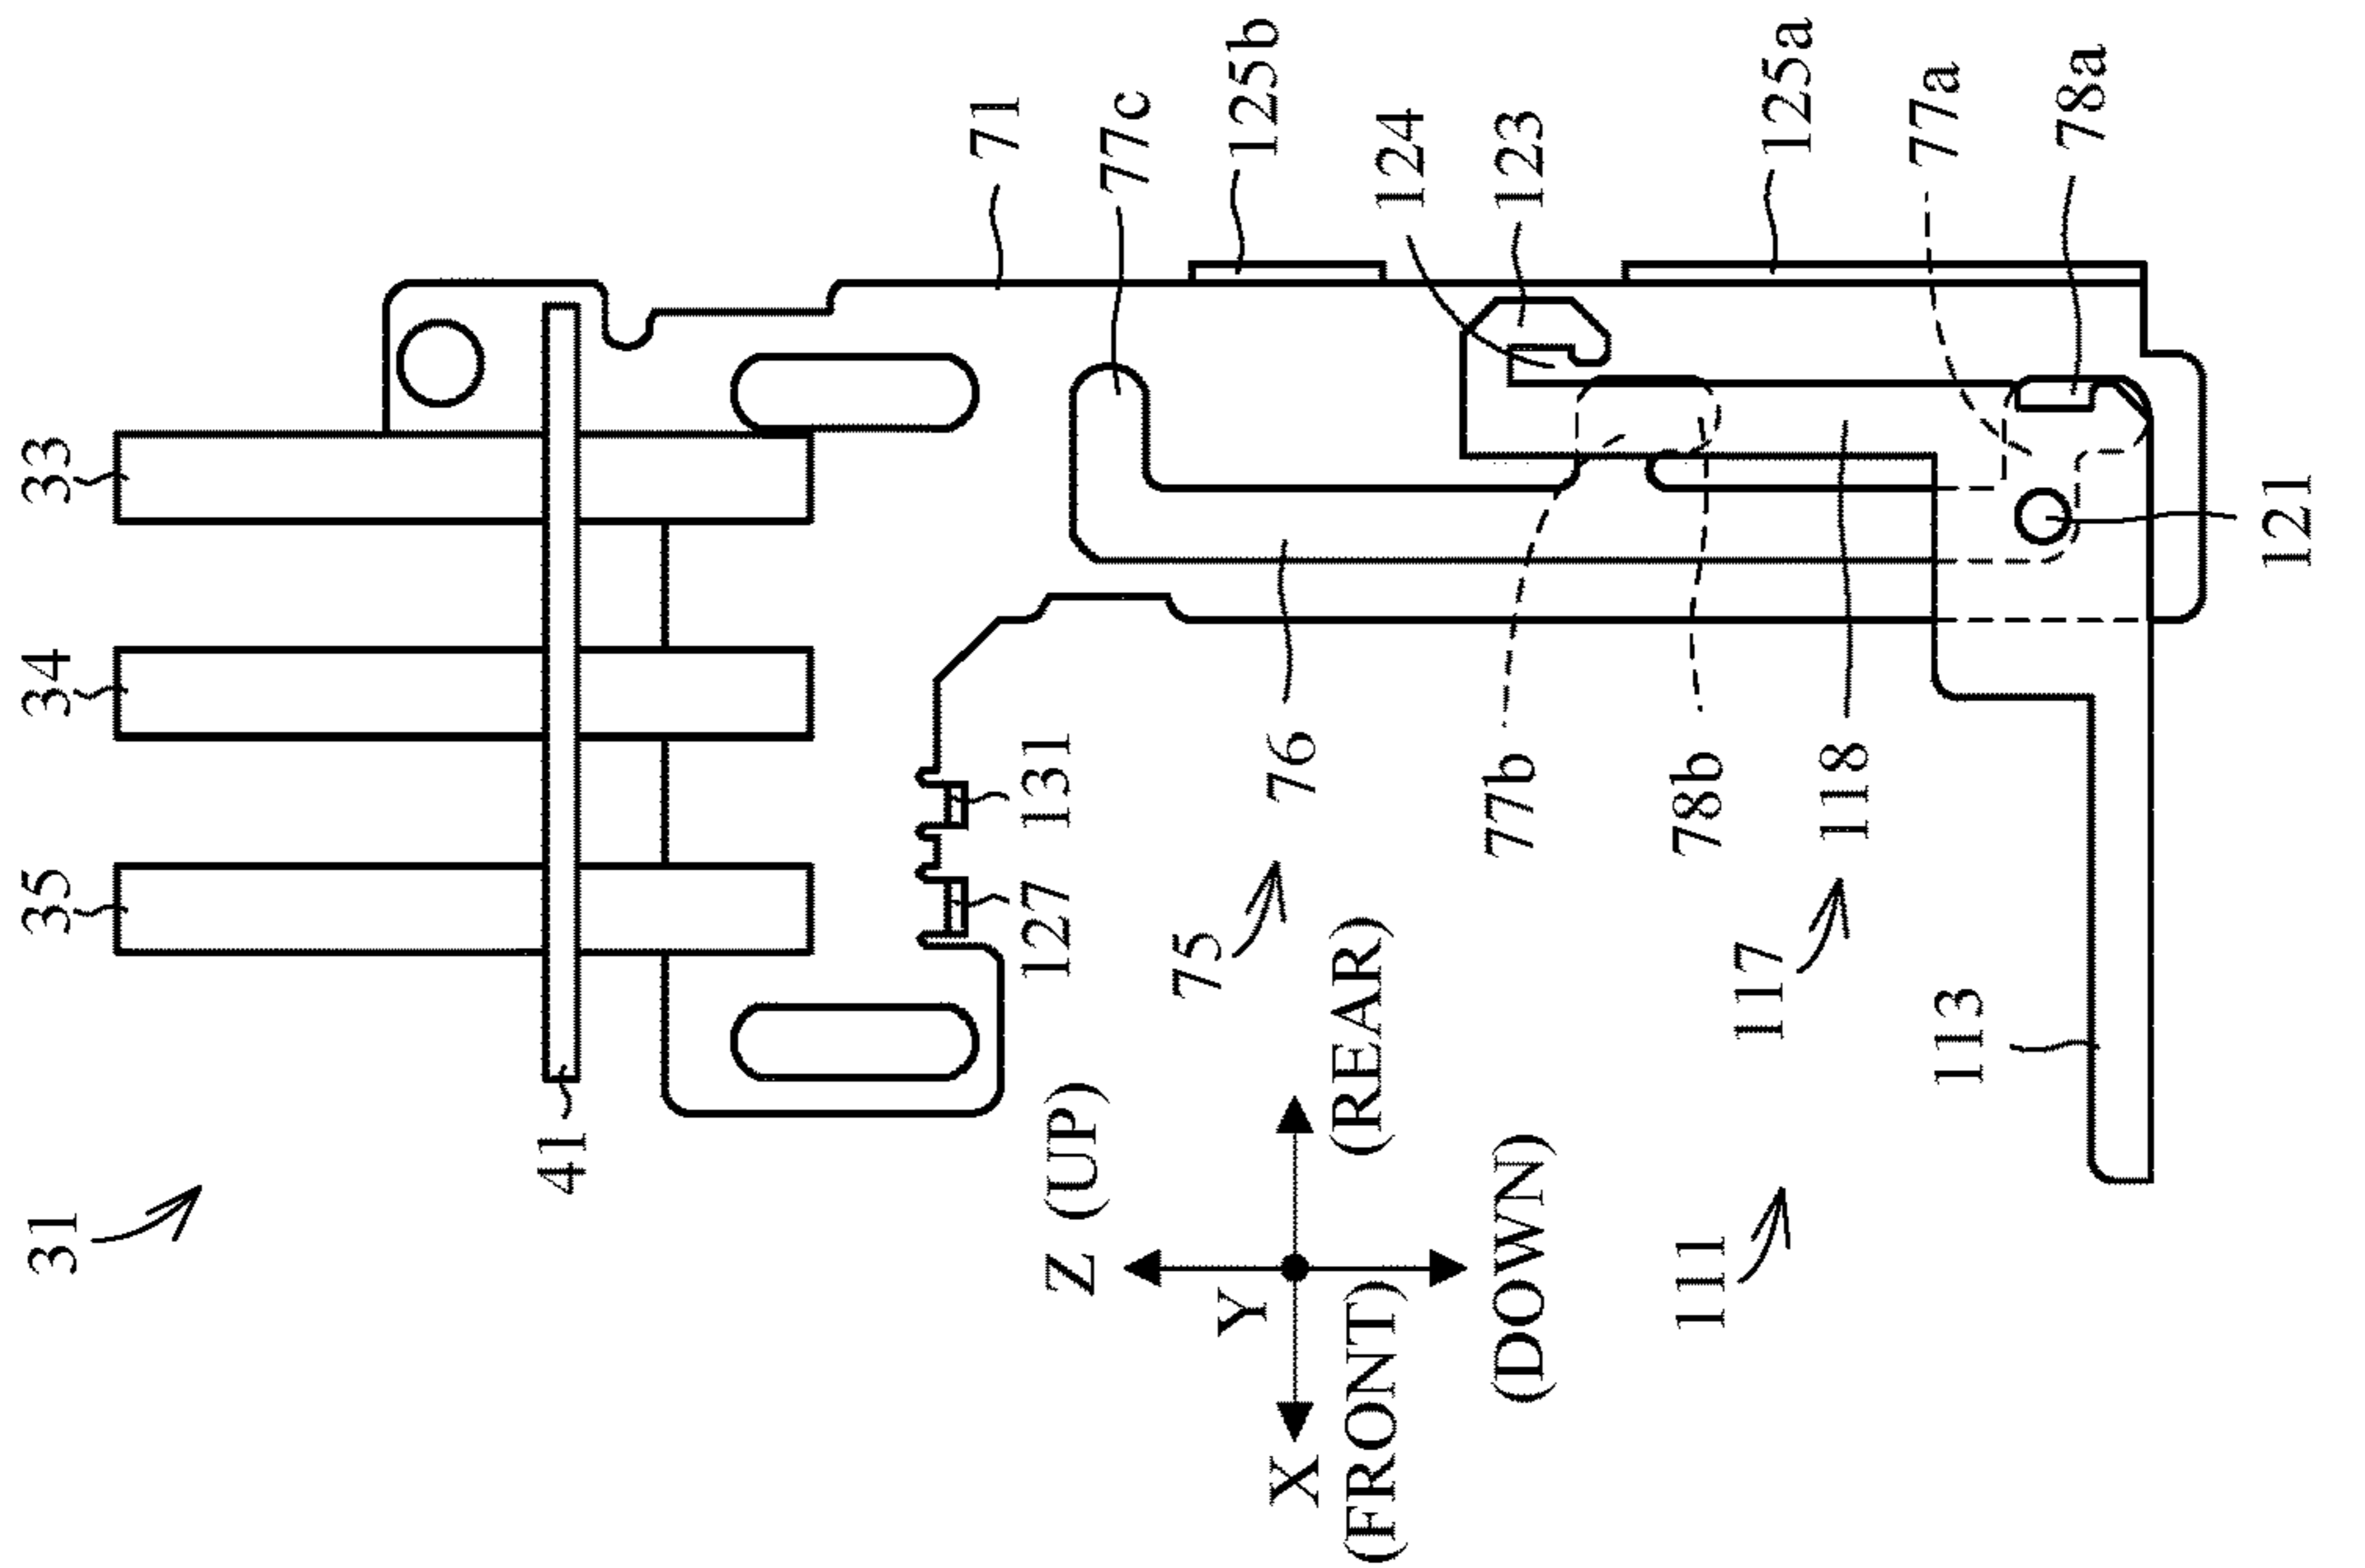 31
33
34
35
41
71
77c
125b
124
123
125a
77a
78a
121
131
127
76
75
77b
78b
118
117
113
111
Z (UP)
Y
(REAR)
X
(FRONT)
(DOWN)